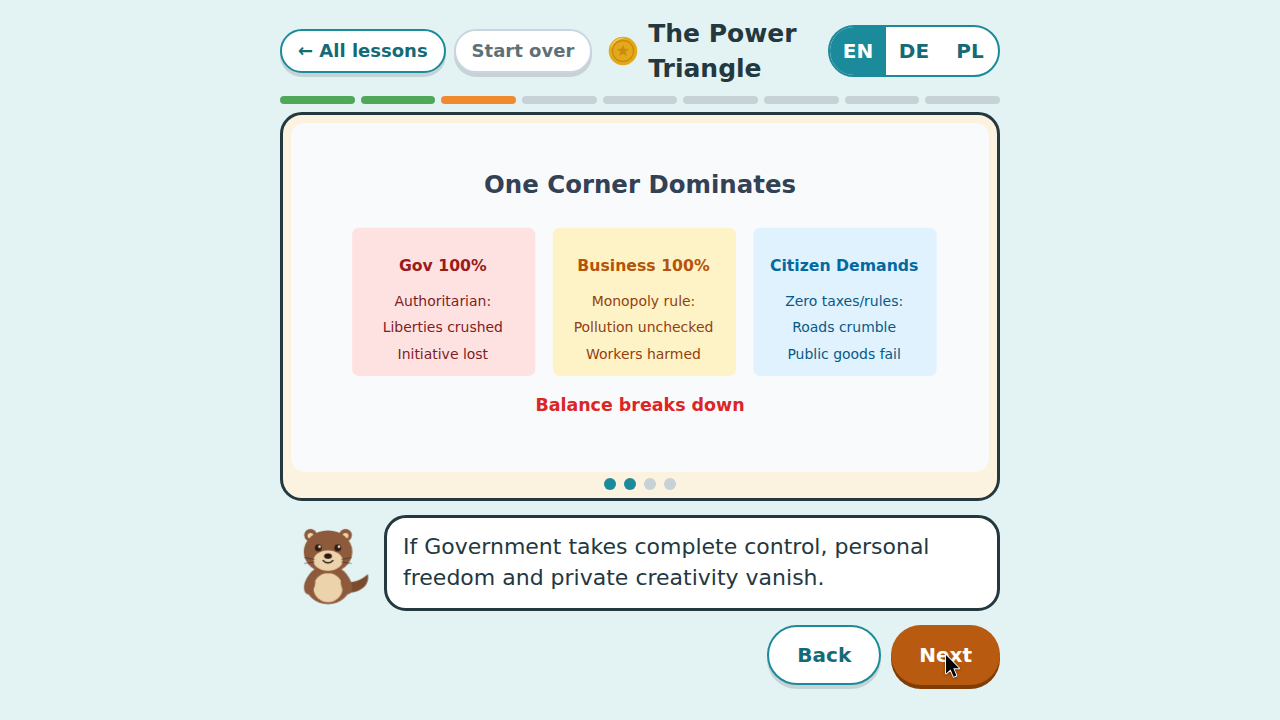 ← All lessons
Start over
The Power
Triangle
EN
DE
PL
One Corner Dominates
Gov 100%
Authoritarian:
Liberties crushed
Initiative lost
Business 100%
Monopoly rule:
Pollution unchecked
Workers harmed
Citizen Demands
Zero taxes/rules:
Roads crumble
Public goods fail
Balance breaks down
If Government takes complete control, personal
freedom and private creativity vanish.
Back
Next